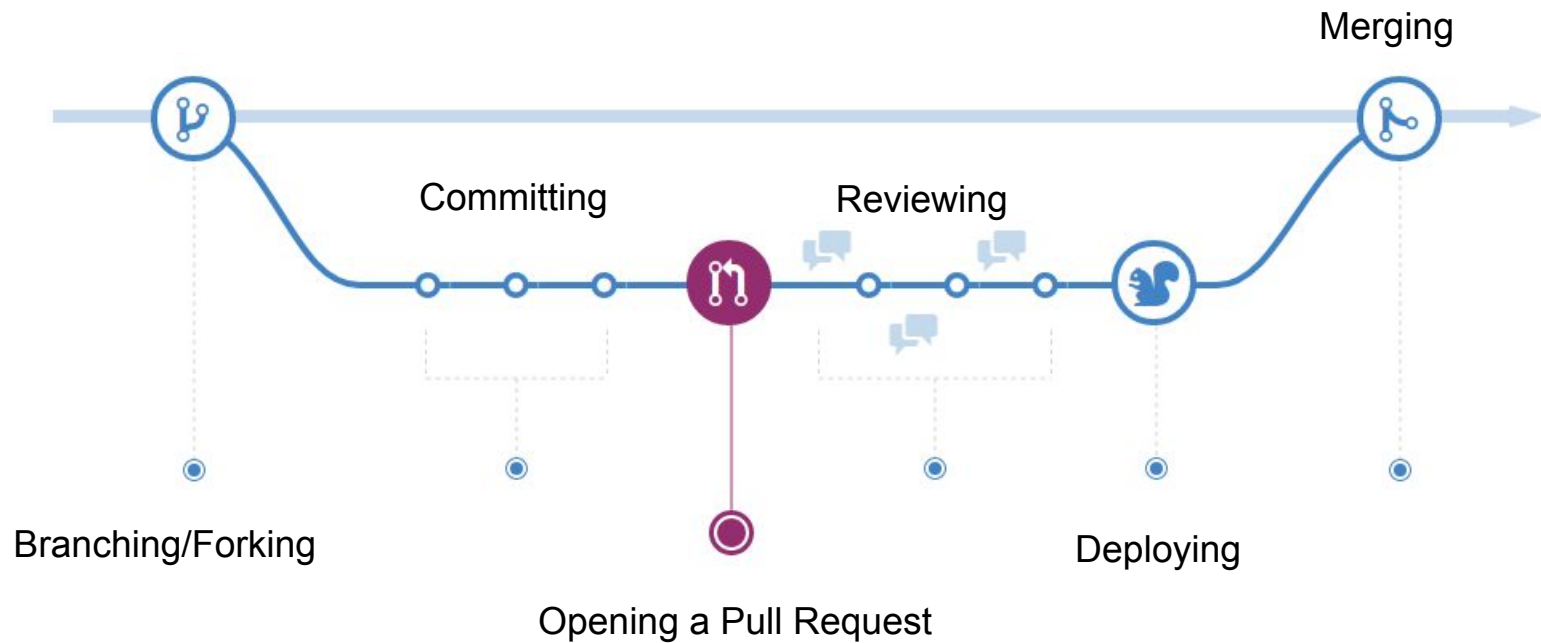 Merging
Committing
Reviewing
Branching/Forking
Deploying
Opening a Pull Request